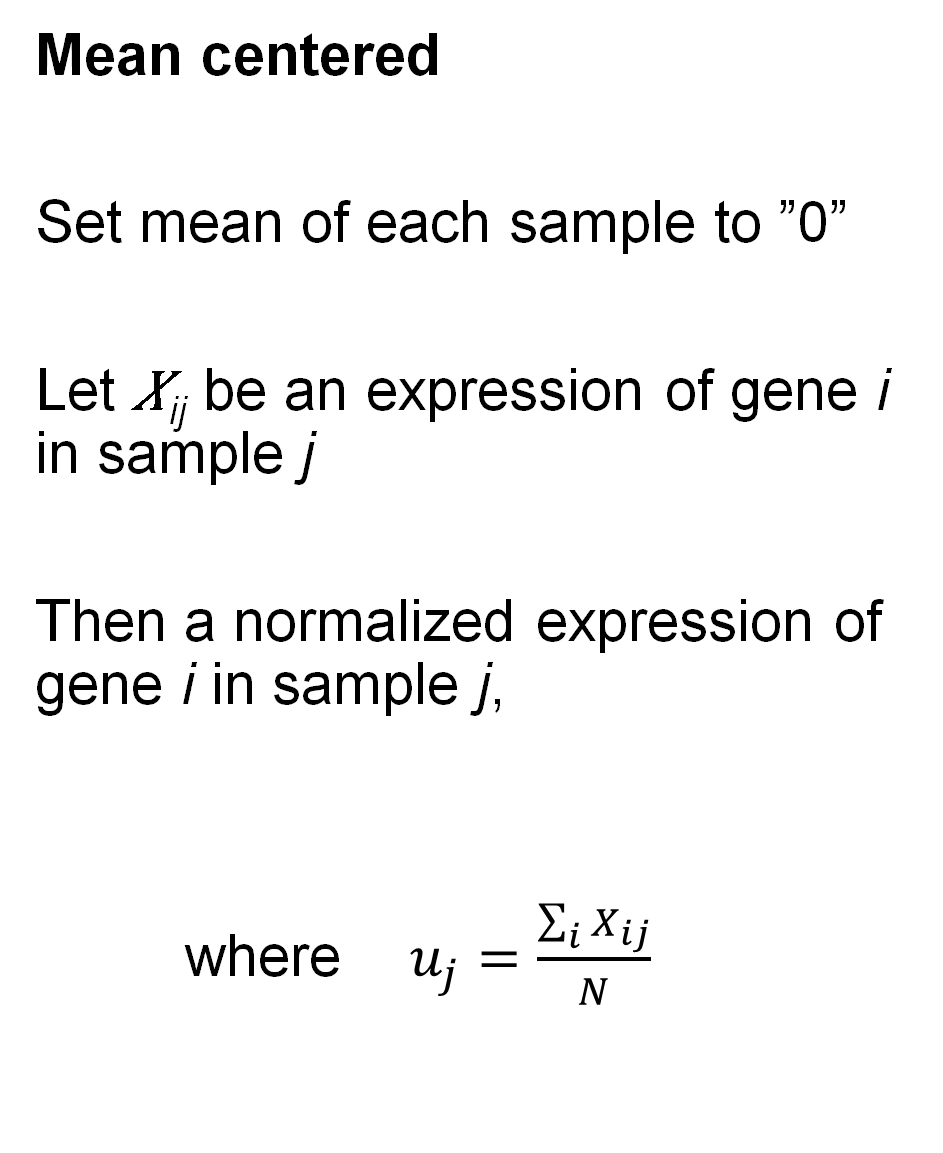 Mean centered
Set mean of each sample to ”0”
Let Xij be an expression of gene i
in sample j
Then a normalized expression of
gene i in sample j,
where uj = ∑i Xij / N